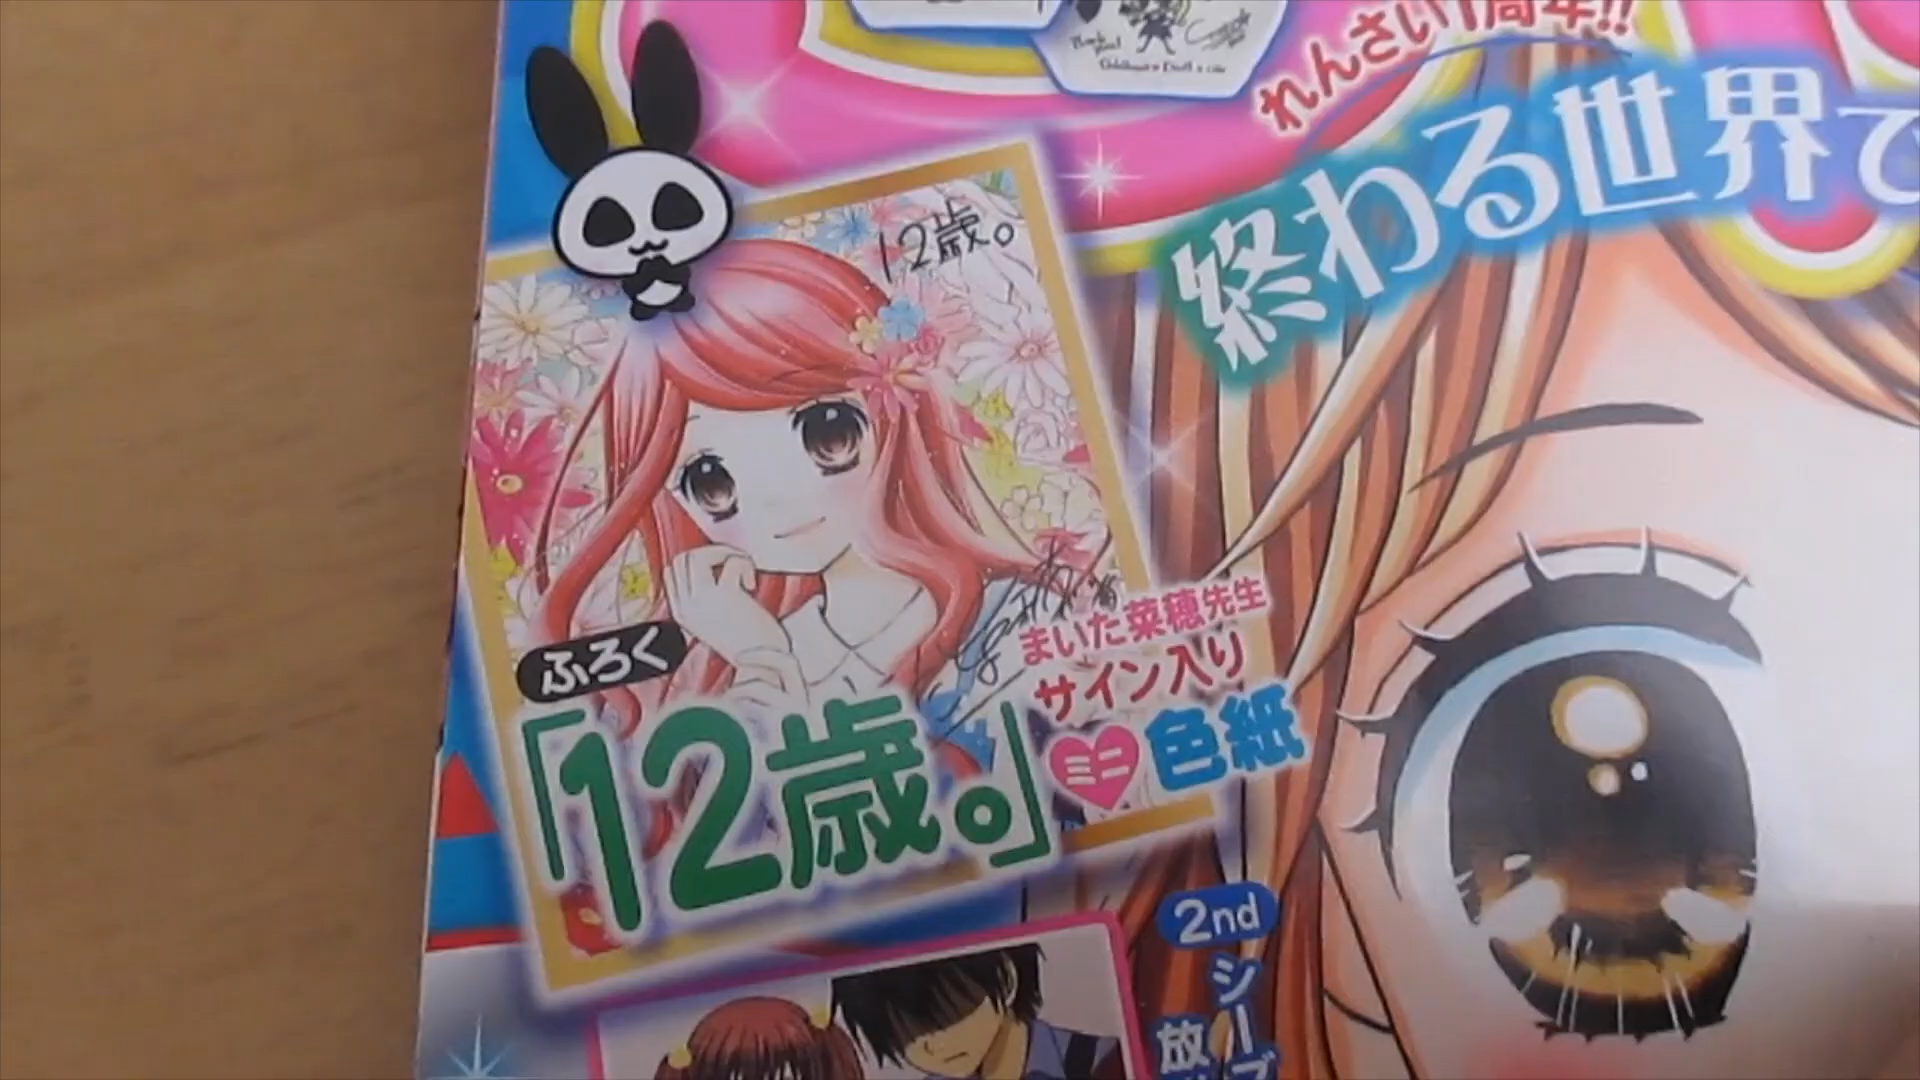 れんさい1周年!!
終わる世界で
12歳。
ふろく
まいた菜穂先生
サイン入り
「12歳。」
ミニ色紙
2nd
シーズ
放